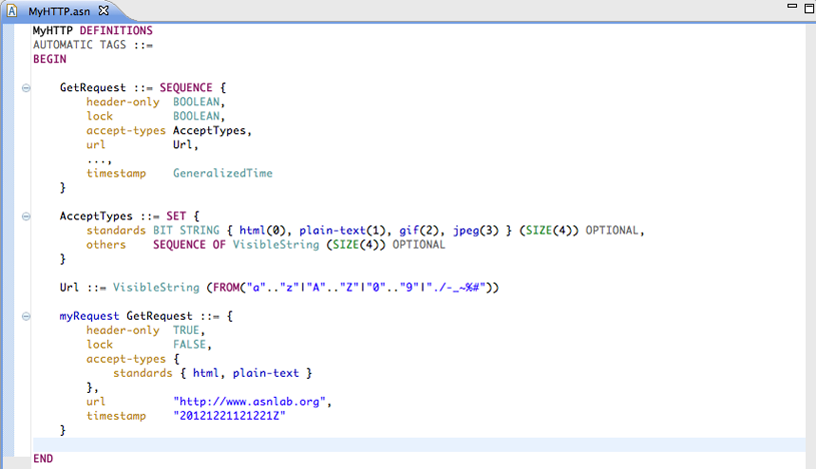 MyHTTP.asn
MyHTTP DEFINITIONS
AUTOMATIC TAGS ::=
BEGIN
GetRequest ::= SEQUENCE {
header-only BOOLEAN,
lock BOOLEAN,
accept-types AcceptTypes,
url Url,
...,
timestamp GeneralizedTime
}
AcceptTypes ::= SET {
standards BIT STRING { html(0), plain-text(1), gif(2), jpeg(3) } (SIZE(4)) OPTIONAL,
others SEQUENCE OF VisibleString (SIZE(4)) OPTIONAL
}
Url ::= VisibleString (FROM("a".."z"|"A".."Z"|"0".."9"|"./-_~%#"))
myRequest GetRequest ::= {
header-only TRUE,
lock FALSE,
accept-types {
standards { html, plain-text }
},
url "http://www.asnlab.org",
timestamp "201212211221221Z"
}
END